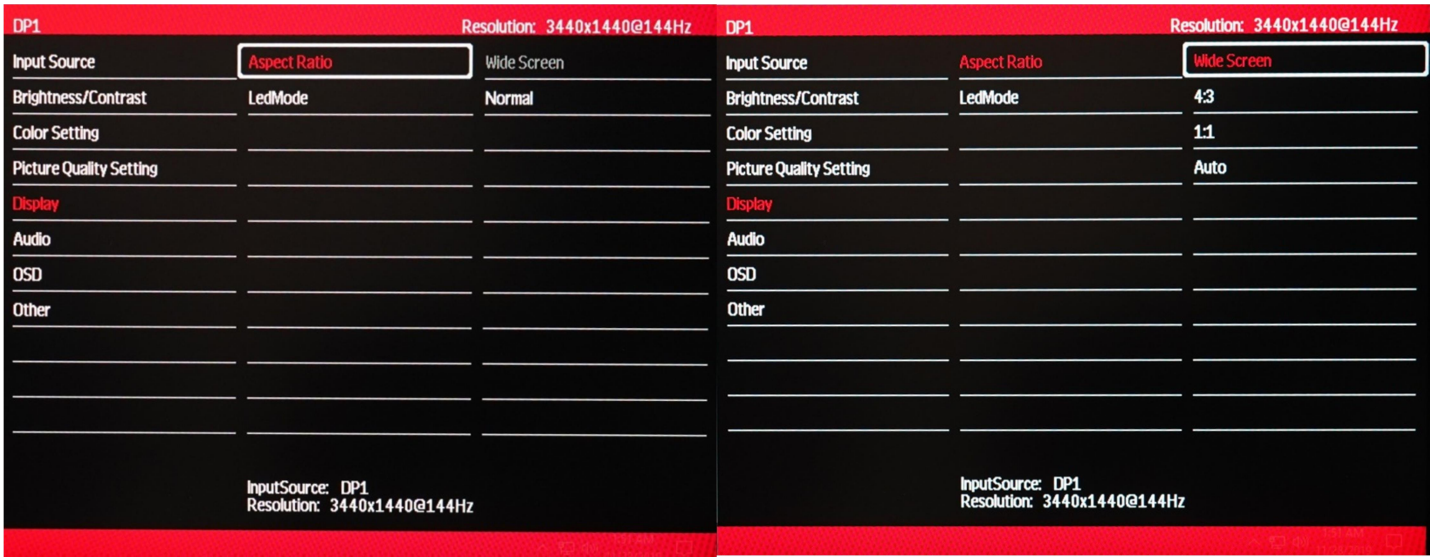 DP1 Resolution: 3440x1440@144Hz
Input Source Aspect Ratio Wide Screen
Brightness/Contrast LedMode Normal
Color Setting
Picture Quality Setting
Display
Audio
OSD
Other
InputSource: DP1
Resolution: 3440x1440@144Hz
DP1 Resolution: 3440x1440@144Hz
Input Source Aspect Ratio Wide Screen
Brightness/Contrast LedMode 4:3
Color Setting 1:1
Picture Quality Setting Auto
Display
Audio
OSD
Other
InputSource: DP1
Resolution: 3440x1440@144Hz
1:51 AM